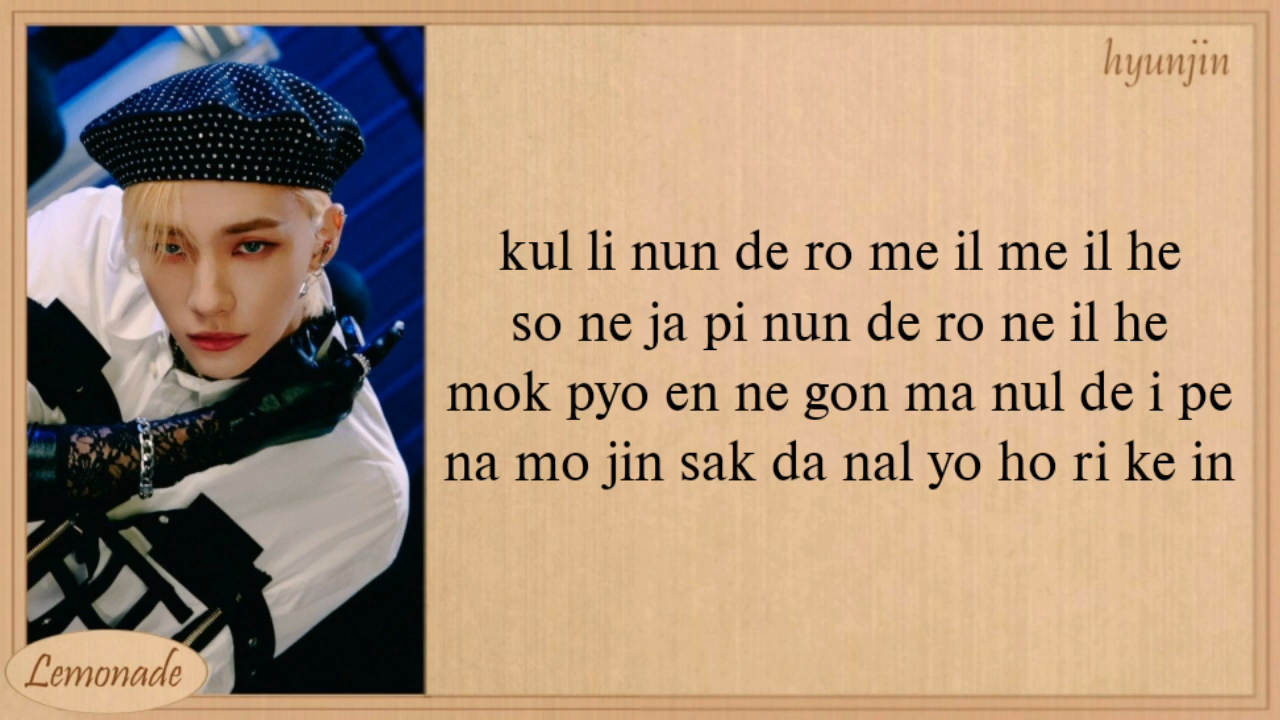 hyunjin
kul li nun de ro me il me il he
so ne ja pi nun de ro ne il he
mok pyo en ne gon ma nul de i pe
na mo jin sak da nal yo ho ri ke in
Lemonade